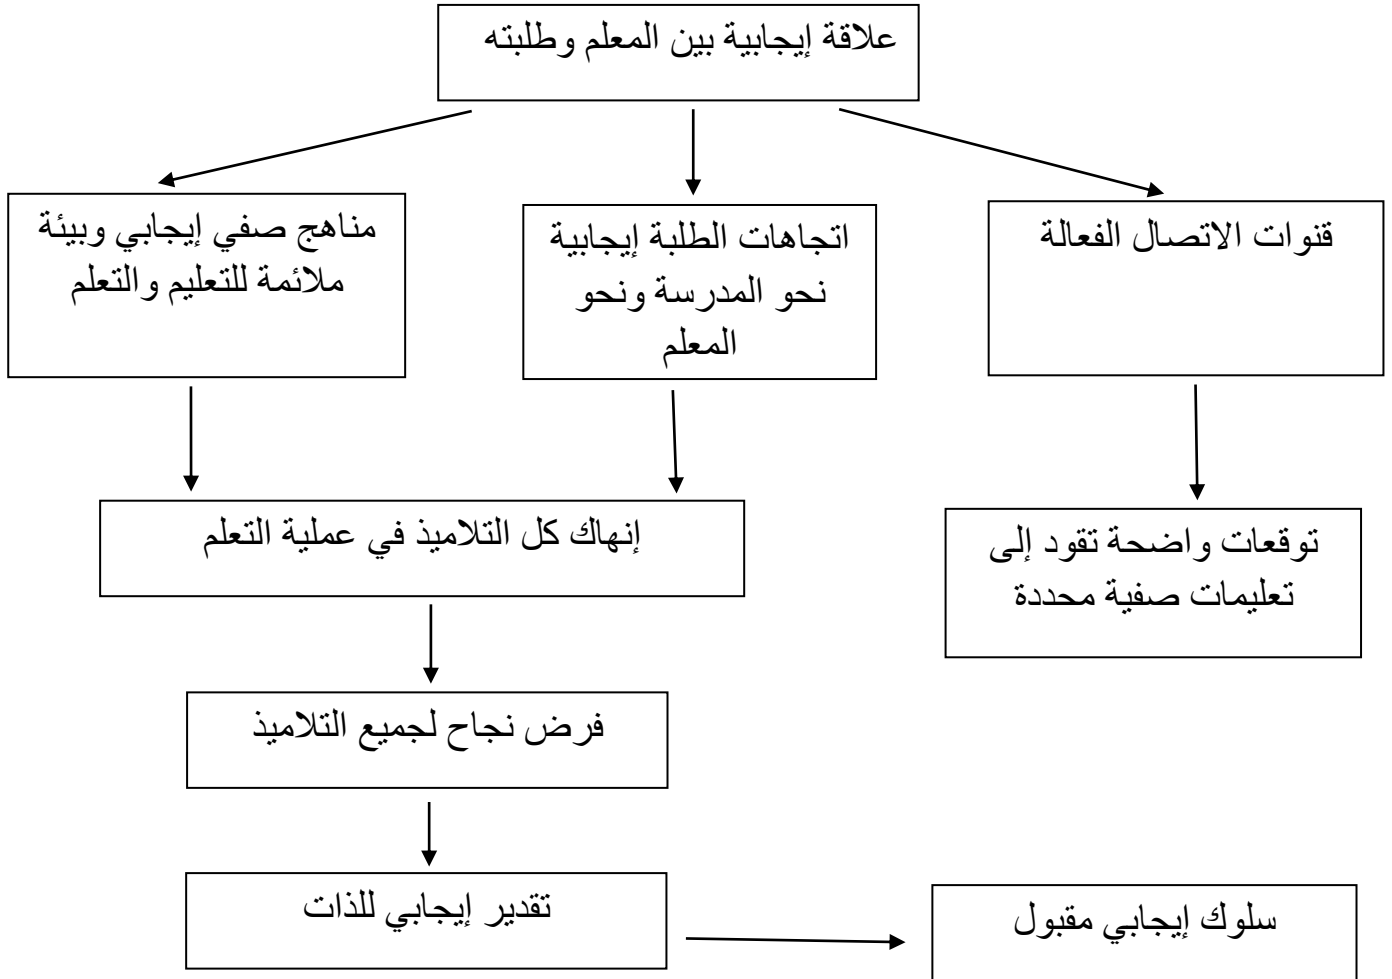 علاقة إيجابية بين المعلم وطلبته
قنوات الاتصال الفعالة
اتجاهات الطلبة إيجابية
نحو المدرسة ونحو
المعلم
مناهج صفي إيجابي وبيئة
ملائمة للتعليم والتعلم
توقعات واضحة تقود إلى
تعليمات صفية محددة
إنهاك كل التلاميذ في عملية التعلم
فرض نجاح لجميع التلاميذ
تقدير إيجابي للذات
سلوك إيجابي مقبول